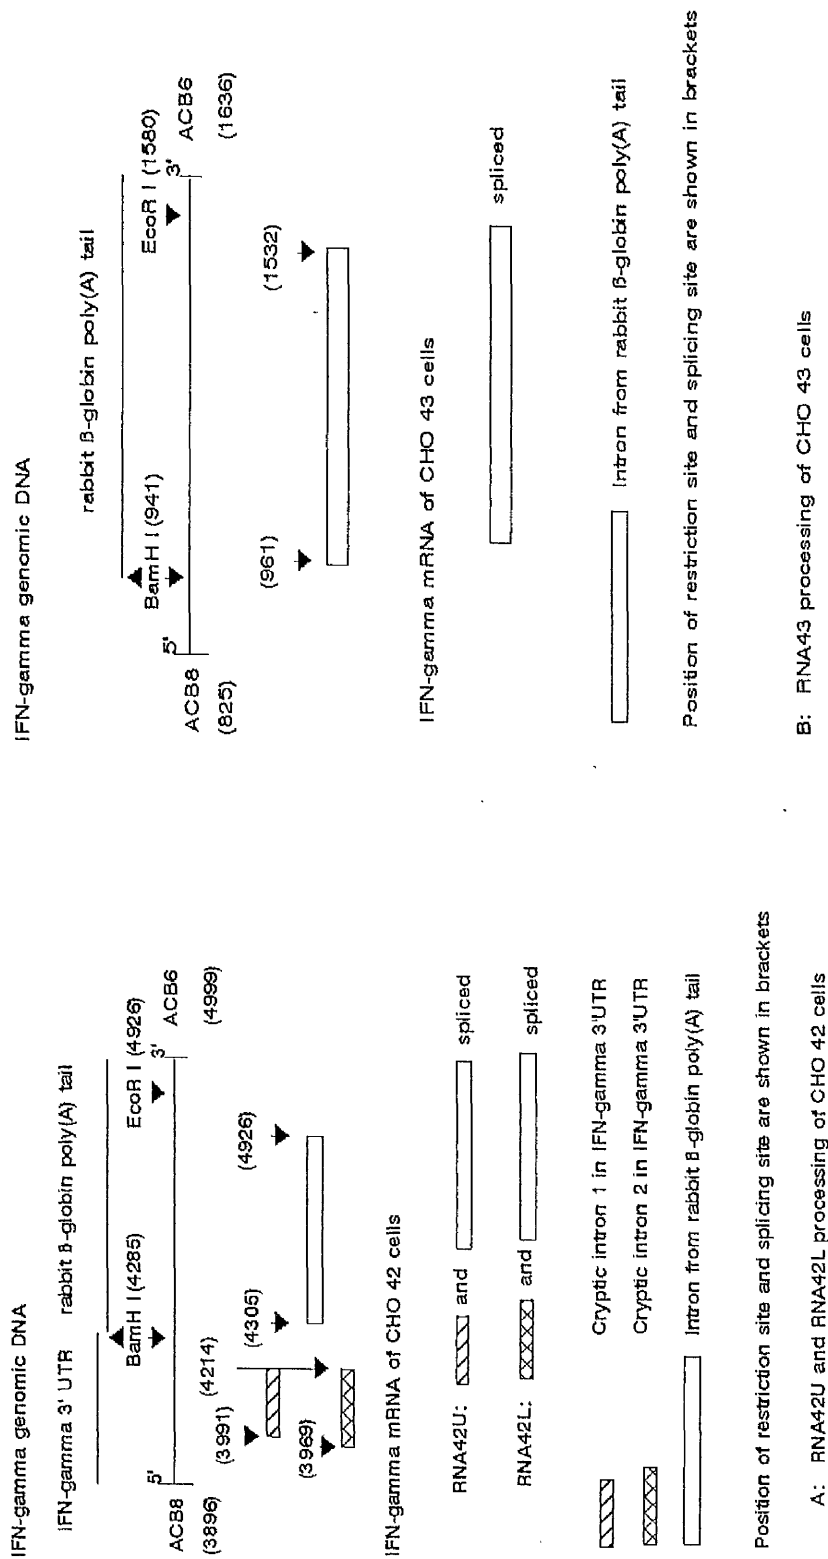 IFN-gamma genomic DNA
IFN-gamma 3' UTR rabbit β-globin poly(A) tail
BamH I (4285) EcoR I (4926)
5' 3'
ACB8 ACB6
(3896) (4999)
(4214)
(3991) (4305) (4926)
(3969)
IFN-gamma mRNA of CHO 42 cells
RNA42U: and spliced
RNA42L: and spliced
Cryptic intron 1 in IFN-gamma 3'UTR
Cryptic intron 2 in IFN-gamma 3'UTR
Intron from rabbit β-globin poly(A) tail
Position of restriction site and splicing site are shown in brackets
A: RNA42U and RNA42L processing of CHO 42 cells
IFN-gamma genomic DNA
rabbit β-globin poly(A) tail
BamH I (941) EcoR I (1580)
5' 3'
ACB8 ACB6
(825) (1636)
(961) (1532)
IFN-gamma mRNA of CHO 43 cells
spliced
Intron from rabbit β-globin poly(A) tail
Position of restriction site and splicing site are shown in brackets
B: RNA43 processing of CHO 43 cells